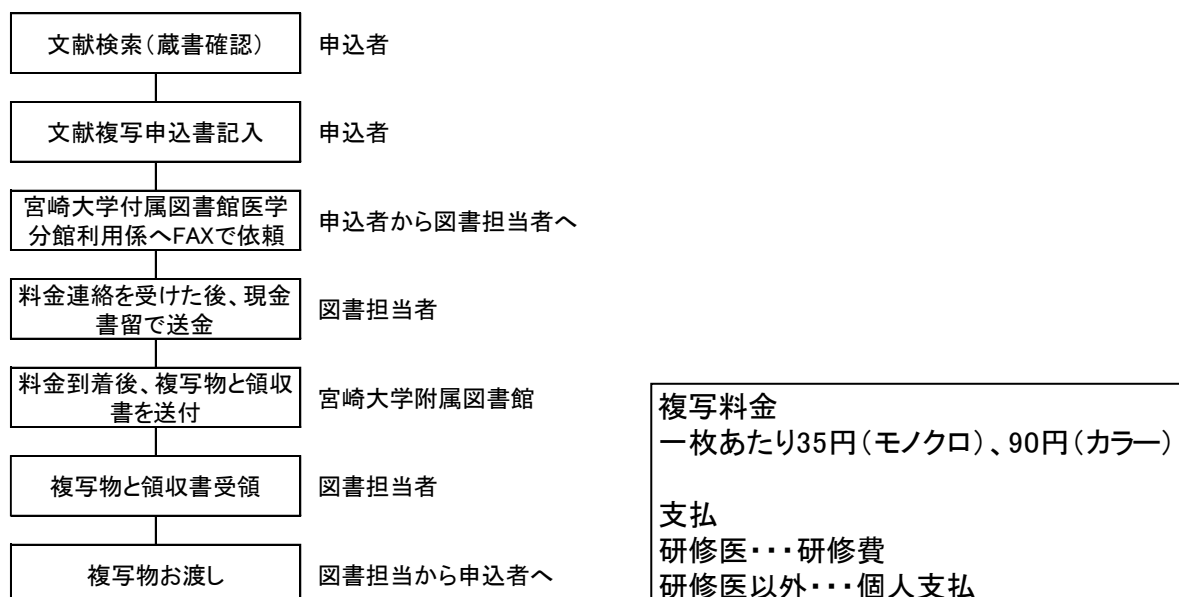 文献検索（蔵書確認）
申込者
文献複写申込書記入
申込者
宮崎大学付属図書館医学
分館利用係へFAXで依頼
申込者から図書担当者へ
料金連絡を受けた後、現金
書留で送金
図書担当者
料金到着後、複写物と領収
書を送付
宮崎大学附属図書館
複写物と領収書受領
図書担当者
複写物お渡し
図書担当から申込者へ
複写料金
一枚あたり35円（モノクロ）、90円（カラー）
支払
研修医・・・研修費
研修医以外・・・個人支払